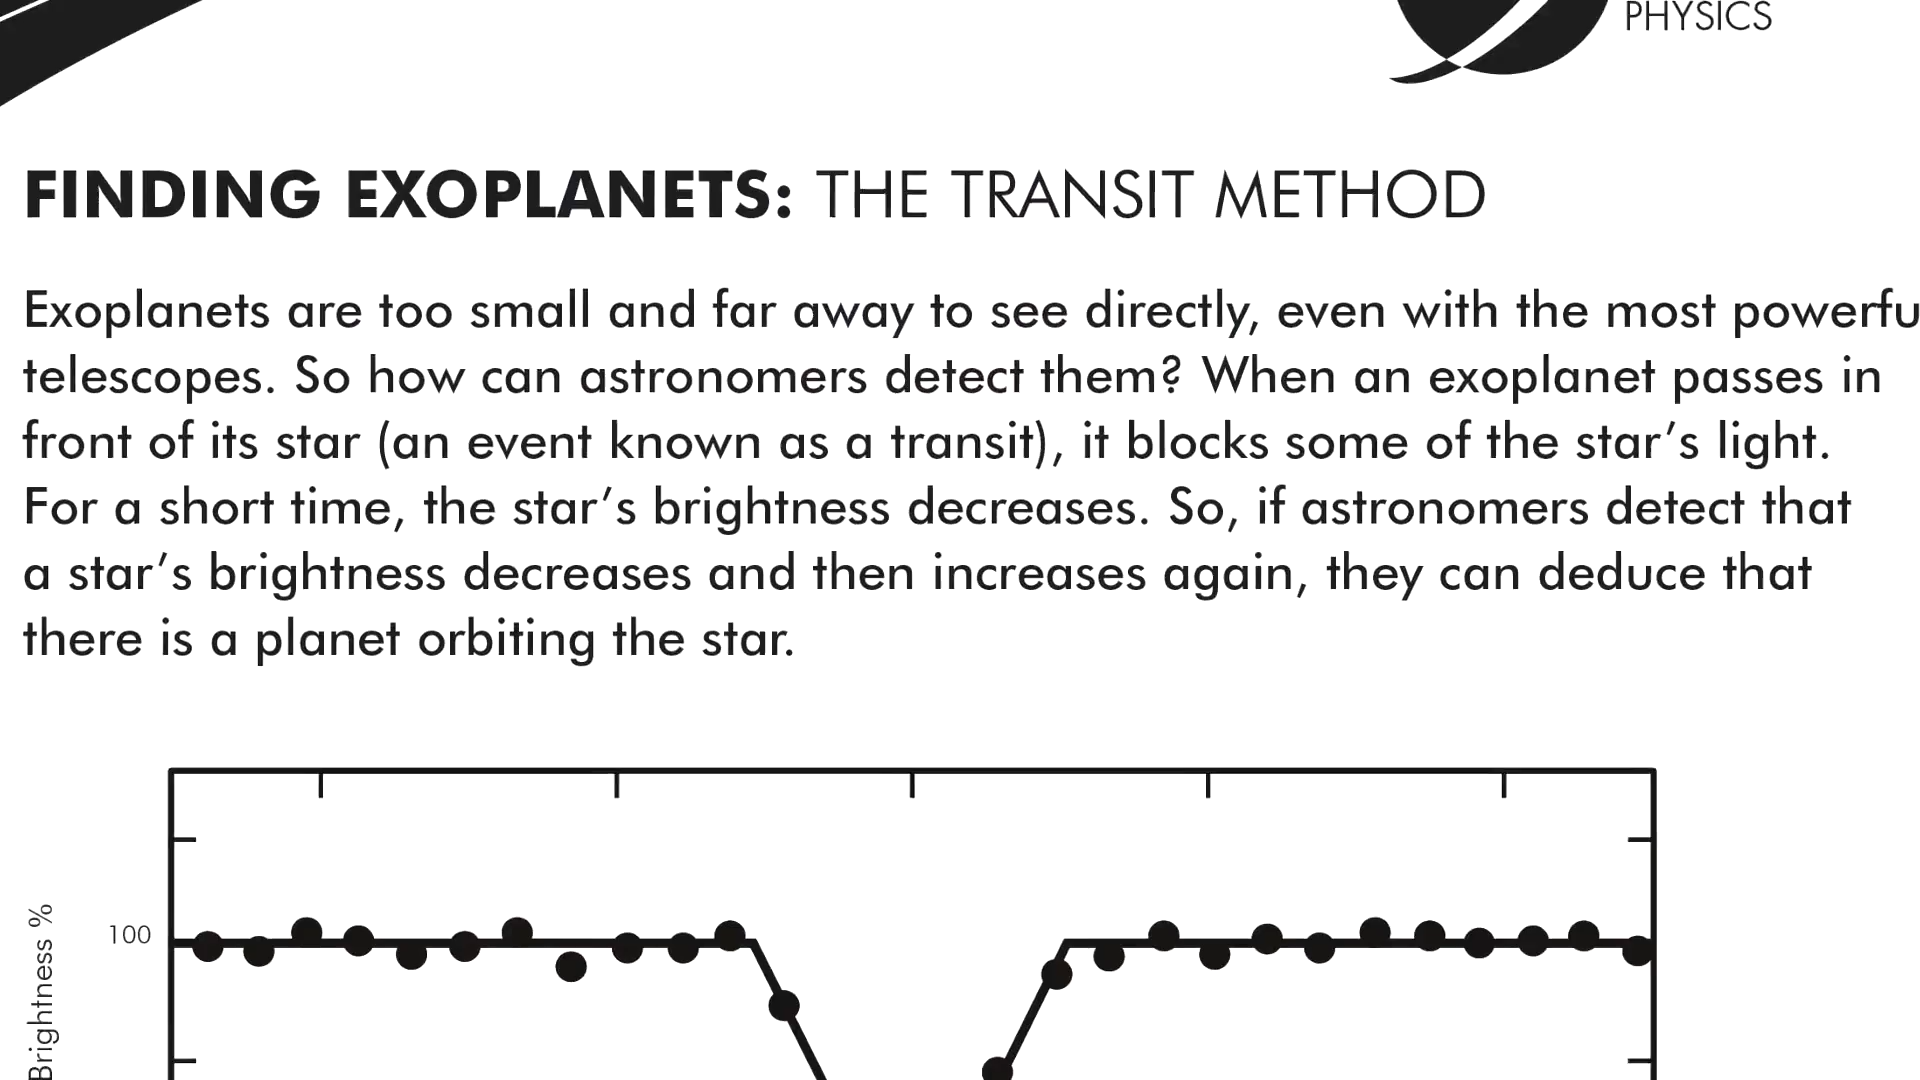 PHYSICS
FINDING EXOPLANETS: THE TRANSIT METHOD
Exoplanets are too small and far away to see directly, even with the most powerfu
telescopes. So how can astronomers detect them? When an exoplanet passes in
front of its star (an event known as a transit), it blocks some of the star’s light.
For a short time, the star’s brightness decreases. So, if astronomers detect that
a star’s brightness decreases and then increases again, they can deduce that
there is a planet orbiting the star.
100
Brightness %